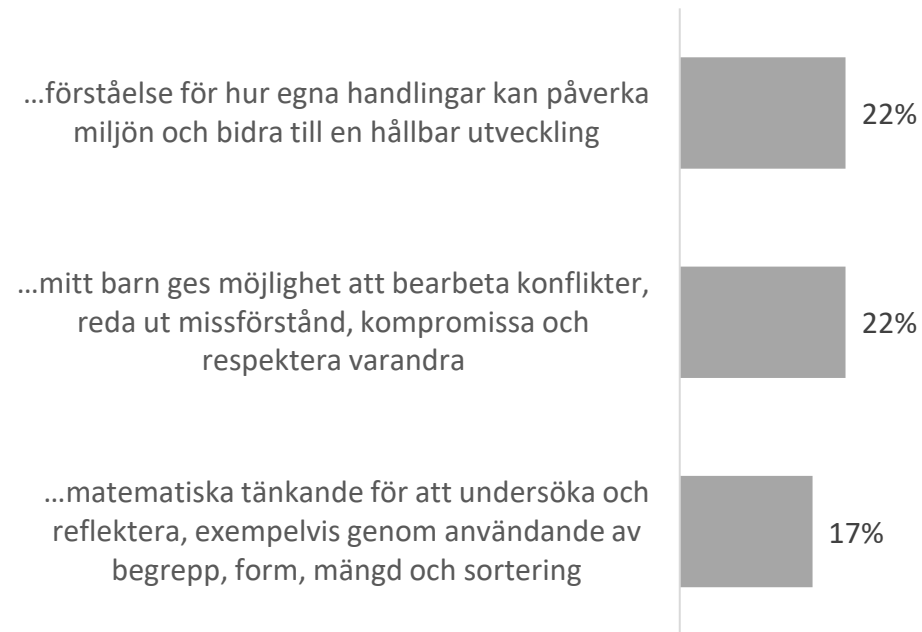 …förståelse för hur egna handlingar kan påverka
miljön och bidra till en hållbar utveckling
22%
…mitt barn ges möjlighet att bearbeta konflikter,
reda ut missförstånd, kompromissa och
respektera varandra
22%
…matematiska tänkande för att undersöka och
reflektera, exempelvis genom användande av
begrepp, form, mängd och sortering
17%